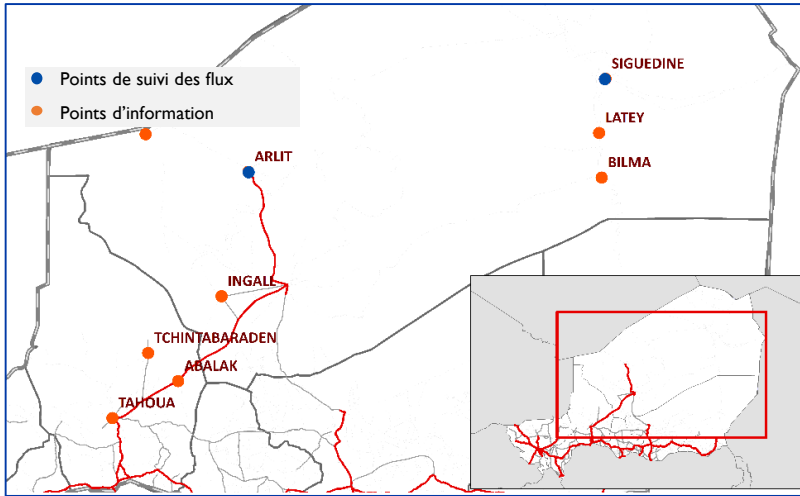 Points de suivi des flux
Points d'information
SIGUEDINE
LATEY
BILMA
ARLIT
INGALL
TCHINTABARADEN
ABALAK
TAHOUA